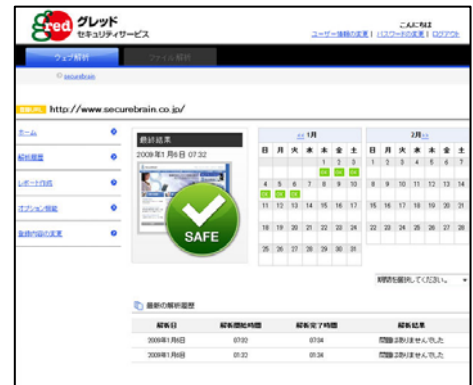 gred グレッド
セキュリティサービス
こんにちは
ユーザー情報の変更 | パスワードの変更 | ログアウト
ウェブ解析 ファイル解析
securebrain
http://www.securebrain.co.jp/
ホーム
解析履歴
レポート作成
オプション機能
登録内容の変更
最終結果
2009年1月6日 07:32
SAFE
<< 1月
日 月 火 水 木 金 土
1 2 3
4 5 6 7 8 9 10
11 12 13 14 15 16 17
18 19 20 21 22 23 24
25 26 27 28 29 30 31
2月 >>
日 月 火 水 木 金 土
1 2 3 4 5 6 7
8 9 10 11 12 13 14
15 16 17 18 19 20 21
22 23 24 25 26 27 28
期間を選択してください。
最新の解析履歴
解析日 解析開始時間 解析完了時間 解析結果
2009年1月6日 07:32 07:34 問題はありませんでした
2009年1月6日 01:32 01:34 問題はありませんでした